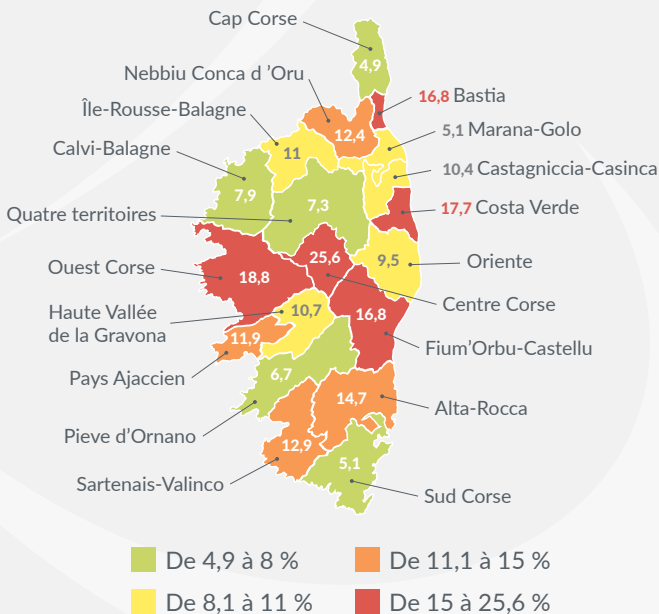 Cap Corse
4,9
Nebbiu Conca d ’Oru
16,8 Bastia
Île-Rousse-Balagne
12,4
5,1 Marana-Golo
Calvi-Balagne
11
10,4 Castagniccia-Casinca
7,9
7,3
17,7 Costa Verde
Quatre territoires
25,6
9,5
Oriente
Ouest Corse
18,8
Centre Corse
Haute Vallée
de la Gravona
10,7
16,8
11,9
Fium'Orbu-Castellu
Pays Ajaccien
6,7
14,7
Alta-Rocca
Pieve d’Ornano
12,9
5,1
Sartenais-Valinco
Sud Corse
De 4,9 à 8 %
De 11,1 à 15 %
De 8,1 à 11 %
De 15 à 25,6 %